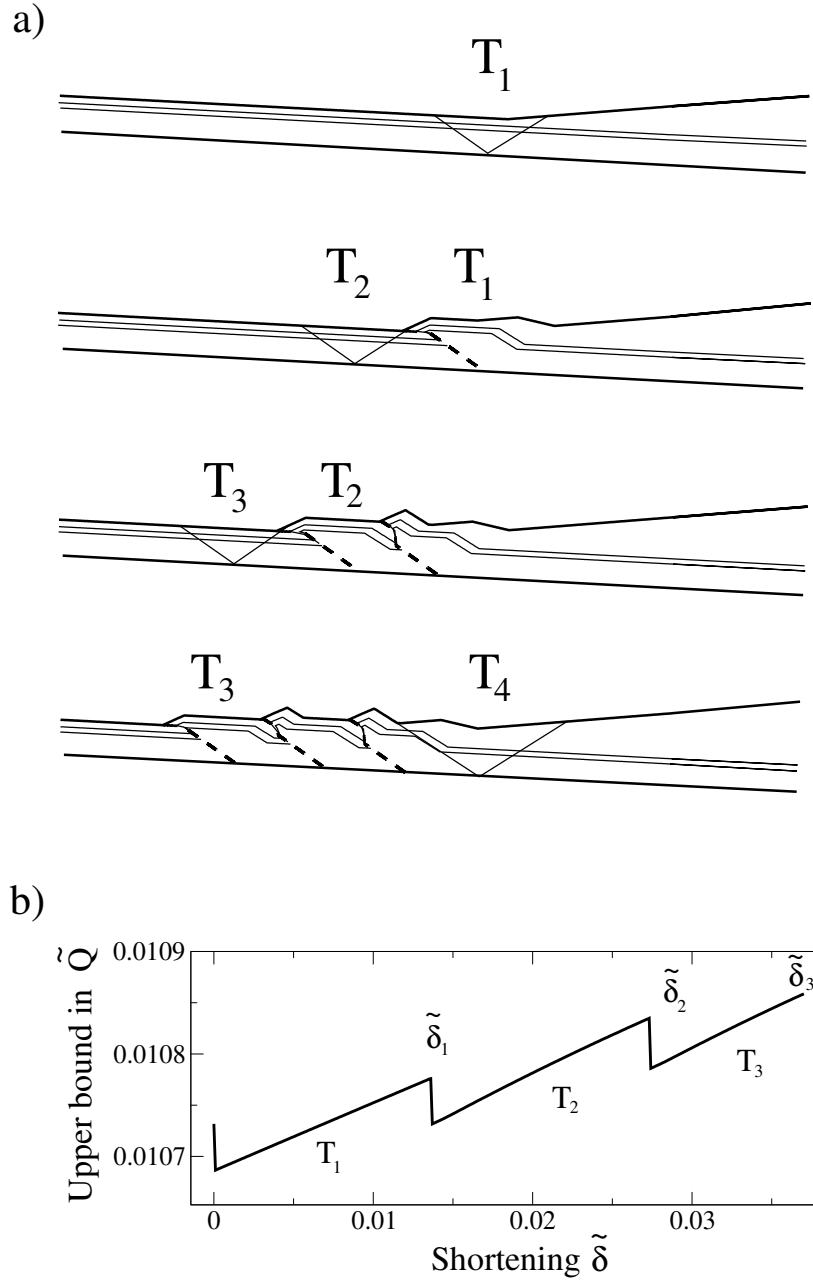 a)
T1
T2 T1
T3 T2
T3 T4
b)
Upper bound in Q̃
0.0109
0.0108
0.0107
δ̃1
δ̃2
δ̃3
T1
T2
T3
0 0.01 0.02 0.03
Shortening δ̃